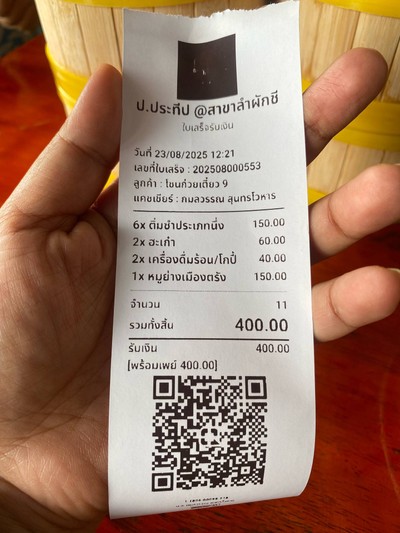 ป.ประทีป @สาขาลำผักชี
ใบเสร็จรับเงิน
วันที่ 23/08/2025 12:21
เลขที่ใบเสร็จ : 202508000553
ลูกค้า : โซนก๋วยเตี๋ยว 9
แคชเชียร์ : กมลวรรณ สุนทรโวหาร
6x ติ่มซำประเภทนึ่ง 150.00
2x ฮะเก๋า 60.00
2x เครื่องดื่มร้อน/โกปี๋ 40.00
1x หมูย่างเมืองตรัง 150.00
จำนวน 11
รวมทั้งสิ้น 400.00
รับเงิน 400.00
[พร้อมเพย์ 400.00]